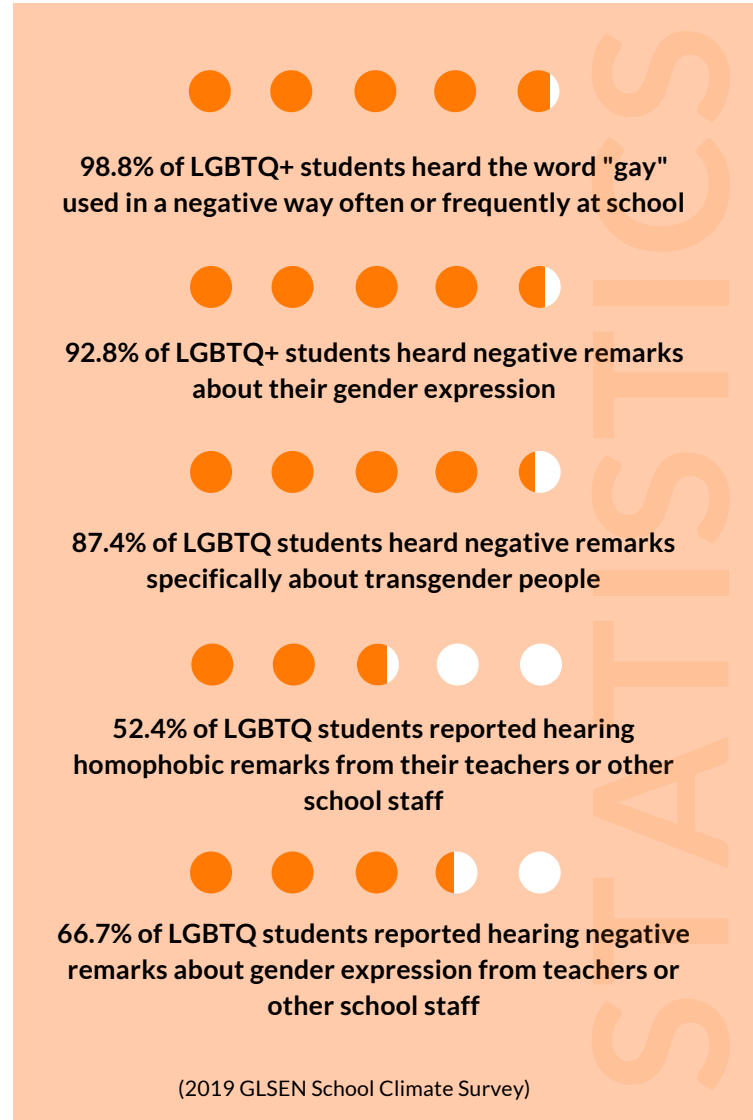 98.8% of LGBTQ+ students heard the word "gay"
used in a negative way often or frequently at school
92.8% of LGBTQ+ students heard negative remarks
about their gender expression
87.4% of LGBTQ students heard negative remarks
specifically about transgender people
52.4% of LGBTQ students reported hearing
homophobic remarks from their teachers or other
school staff
66.7% of LGBTQ students reported hearing negative
remarks about gender expression from teachers or
other school staff
(2019 GLSEN School Climate Survey)
STATISTICS